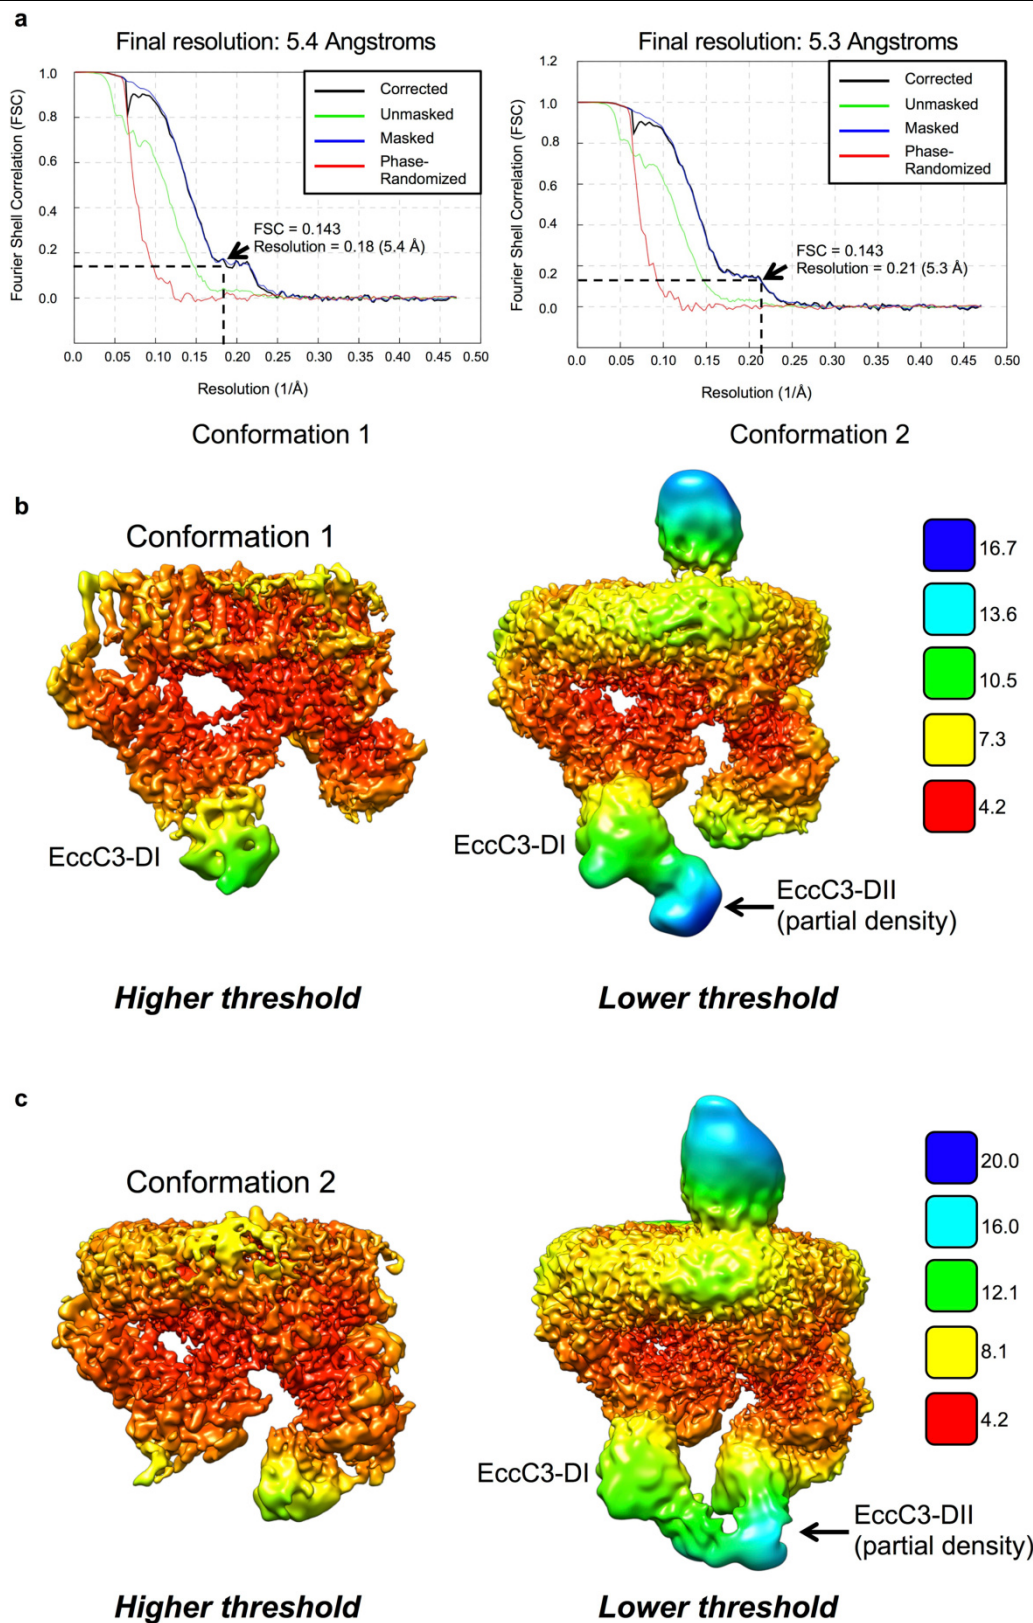 a
Final resolution: 5.4 Angstroms
Fourier Shell Correlation (FSC)
1.0
0.8
0.6
0.4
0.2
0.0
Corrected
Unmasked
Masked
Phase-
Randomized
FSC = 0.143
Resolution = 0.18 (5.4 Å)
0.0 0.05 0.10 0.15 0.20 0.25 0.30 0.35 0.40 0.45 0.50
Resolution (1/Å)
Conformation 1
Final resolution: 5.3 Angstroms
Fourier Shell Correlation (FSC)
1.2
1.0
0.8
0.6
0.4
0.2
0.0
Corrected
Unmasked
Masked
Phase-
Randomized
FSC = 0.143
Resolution = 0.21 (5.3 Å)
0.0 0.05 0.10 0.15 0.20 0.25 0.30 0.35 0.40 0.45 0.50
Resolution (1/Å)
Conformation 2
b
Conformation 1
EccC3-DI
Higher threshold
EccC3-DI
EccC3-DII
(partial density)
Lower threshold
16.7
13.6
10.5
7.3
4.2
c
Conformation 2
Higher threshold
EccC3-DI
EccC3-DII
(partial density)
Lower threshold
20.0
16.0
12.1
8.1
4.2